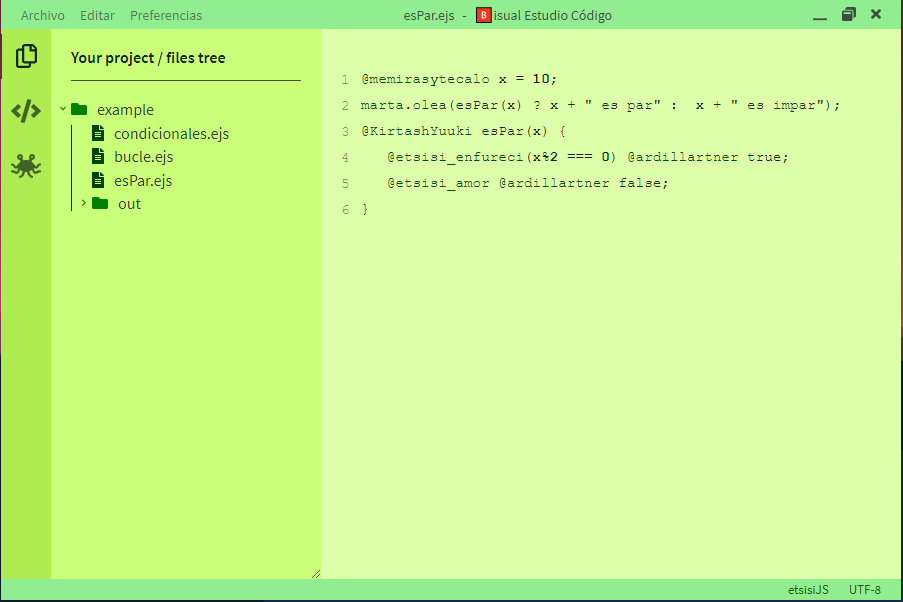 Archivo Editar Preferencias esPar.ejs - B isual Estudio Código
Your project / files tree
example
condicionales.ejs
bucle.ejs
esPar.ejs
out
1 @memirasytecalo x = 10;
2 marta.olea(esPar(x) ? x + " es par" :  x + " es impar");
3 @KirtashYuuki esPar(x) {
4 @etsisi_enfureci(x%2 === 0) @ardillartner true;
5 @etsisi_amor @ardillartner false;
6 }
etsisiJS UTF-8